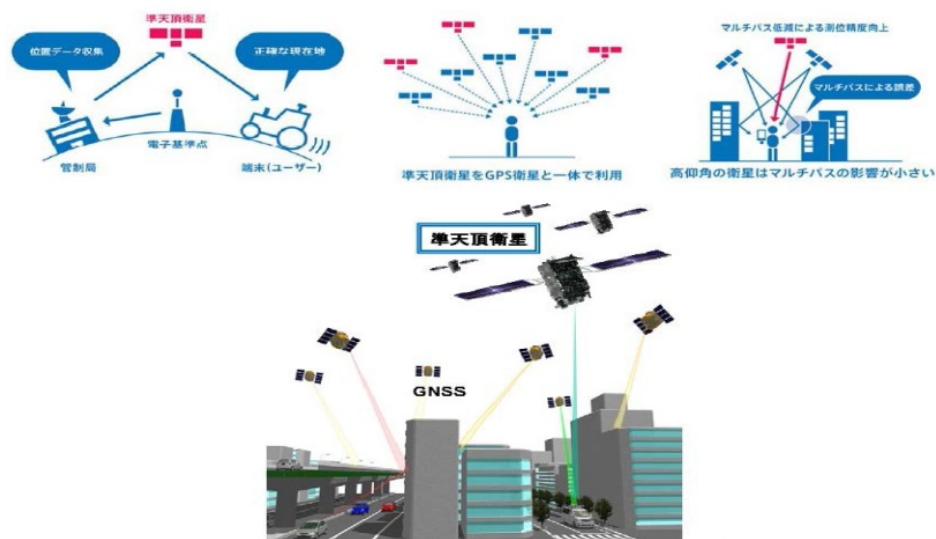 準天頂衛星
位置データ収集
正確な現在地
管制局
電子基準点
端末(ユーザー)
準天頂衛星をGPS衛星と一体で利用
マルチパス低減による測位精度向上
マルチパスによる誤差
高仰角の衛星はマルチパスの影響が小さい
準天頂衛星
GNSS